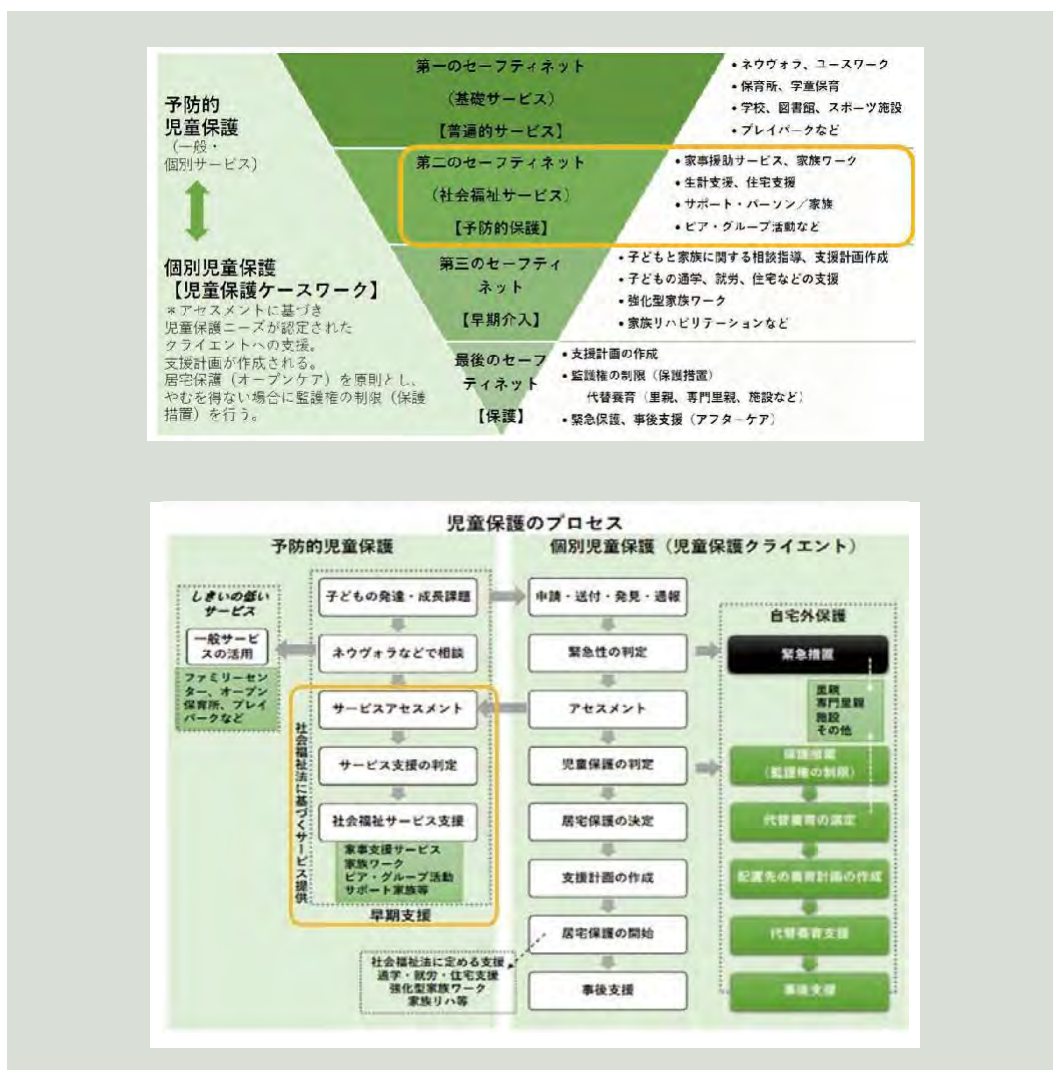 第一のセーフティネット
（基礎サービス）
【普遍的サービス】
• ネウヴォラ、ユースワーク
• 保育所、学童保育
• 学校、図書館、スポーツ施設
• プレイパークなど
予防的
児童保護
（一般・
個別サービス）
第二のセーフティネット
（社会福祉サービス）
【予防的保護】
• 家事援助サービス、家族ワーク
• 生計支援、住宅支援
• サポート・パーソン／家族
• ピア・グループ活動など
個別児童保護
【児童保護ケースワーク】
＊アセスメントに基づき
児童保護ニーズが認定された
クライエントへの支援。
支援計画が作成される。
居宅保護（オープンケア）を原則とし、
やむを得ない場合に監護権の制限（保護
措置）を行う。
第三のセーフティ
ネット
【早期介入】
• 子どもと家族に関する相談指導、支援計画作成
• 子どもの通学、就労、住宅などの支援
• 強化型家族ワーク
• 家族リハビリテーションなど
最後のセーフ
ティネット
【保護】
• 支援計画の作成
• 監護権の制限（保護措置）
代替養育（里親、専門里親、施設など）
• 緊急保護、事後支援（アフターケア）
児童保護のプロセス
予防的児童保護
個別児童保護（児童保護クライエント）
しきいの低い
サービス
一般サービ
スの活用
ファミリーセン
ター、オープン
保育所、プレイ
パークなど
子どもの発達・成長課題
ネウヴォラなどで相談
サービスアセスメント
サービス支援の判定
社会福祉サービス支援
家事支援サービス
家族ワーク
ピア・グループ活動
サポート家族等
早期支援
社会福祉法に基づくサービス提供
申請・送付・発見・通報
緊急性の判定
アセスメント
児童保護の判定
居宅保護の決定
支援計画の作成
居宅保護の開始
事後支援
社会福祉法に定める支援
通学・就労・住宅支援
強化型家族ワーク
家族リハ等
自宅外保護
緊急措置
里親
専門里親
施設
その他
保護措置
（監護権の制限）
代替養育の選定
配置先の養育計画の作成
代替養育支援
事後支援